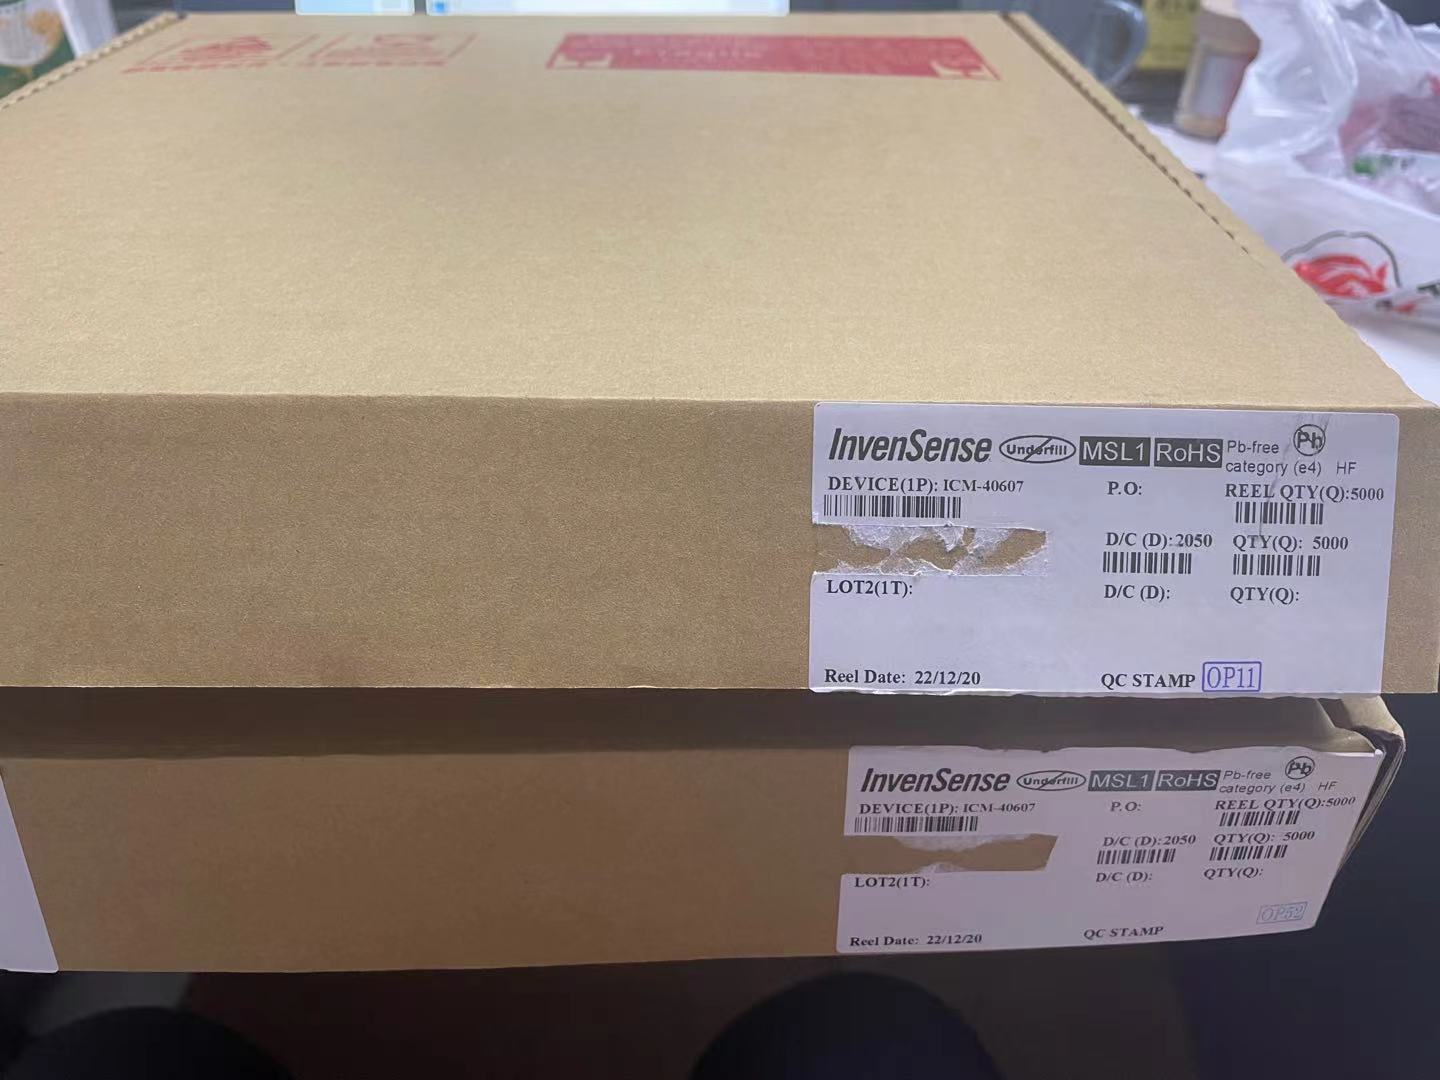 InvenSense Underfill MSL1 RoHS Pb-free category (e4) HF Pb
DEVICE(1P): ICM-40607 P.O: REEL QTY(Q):5000
D/C (D): 2050 QTY(Q): 5000
LOT2(1T): D/C (D): QTY(Q):
Reel Date: 22/12/20 QC STAMP OP11
InvenSense Underfill MSL1 RoHS Pb-free category (e4) HF Pb
DEVICE(1P): ICM-40607 P.O: REEL QTY(Q):5000
D/C (D): 2050 QTY(Q): 5000
LOT2(1T): D/C (D): QTY(Q):
Reel Date: 22/12/20 QC STAMP OP52